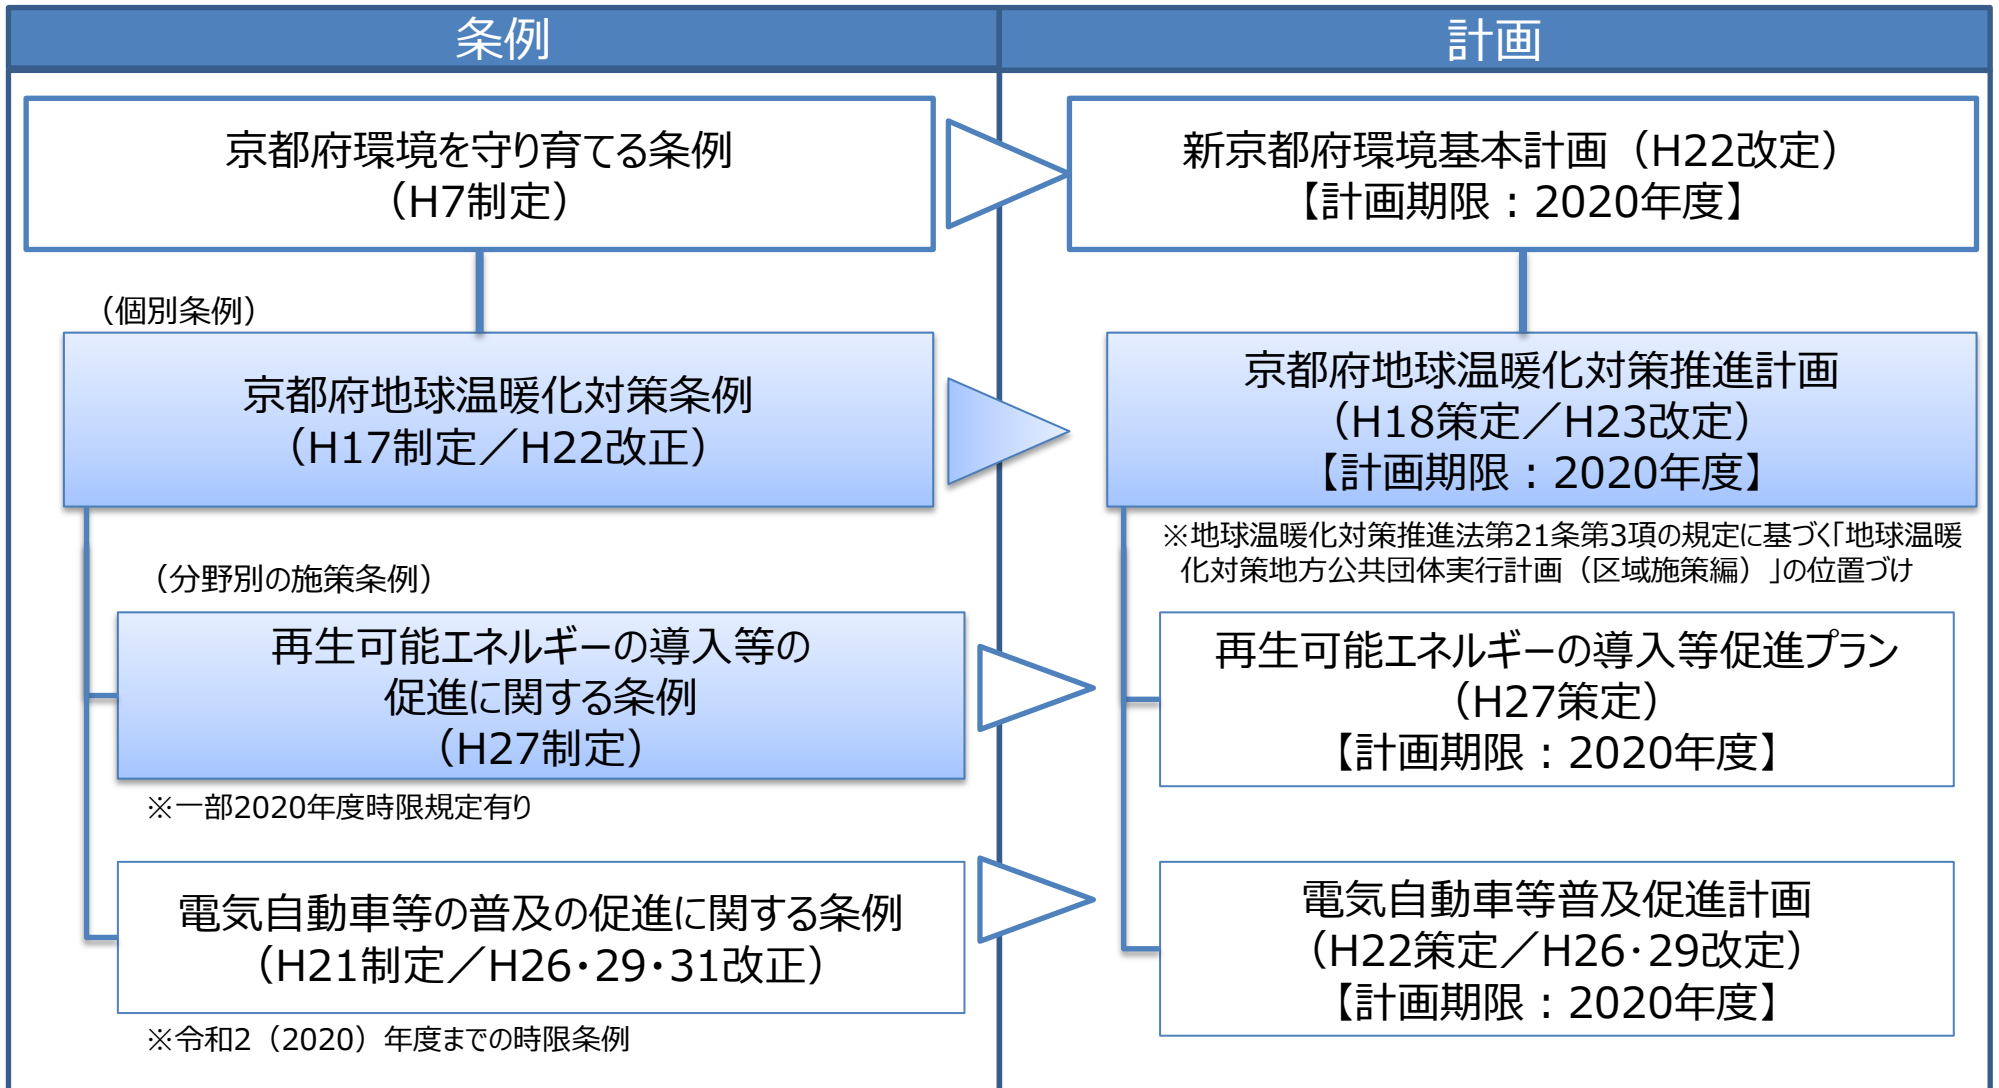 条例
計画
京都府環境を守り育てる条例
（H7制定）
新京都府環境基本計画（H22改定）
【計画期限：2020年度】
（個別条例）
京都府地球温暖化対策条例
（H17制定／H22改正）
京都府地球温暖化対策推進計画
（H18策定／H23改定）
【計画期限：2020年度】
※地球温暖化対策推進法第21条第3項の規定に基づく「地球温暖
化対策地方公共団体実行計画（区域施策編）」の位置づけ
（分野別の施策条例）
再生可能エネルギーの導入等の
促進に関する条例
（H27制定）
※一部2020年度時限規定有り
再生可能エネルギーの導入等促進プラン
（H27策定）
【計画期限：2020年度】
電気自動車等の普及の促進に関する条例
（H21制定／H26・29・31改正）
※令和2（2020）年度までの時限条例
電気自動車等普及促進計画
（H22策定／H26・29改定）
【計画期限：2020年度】